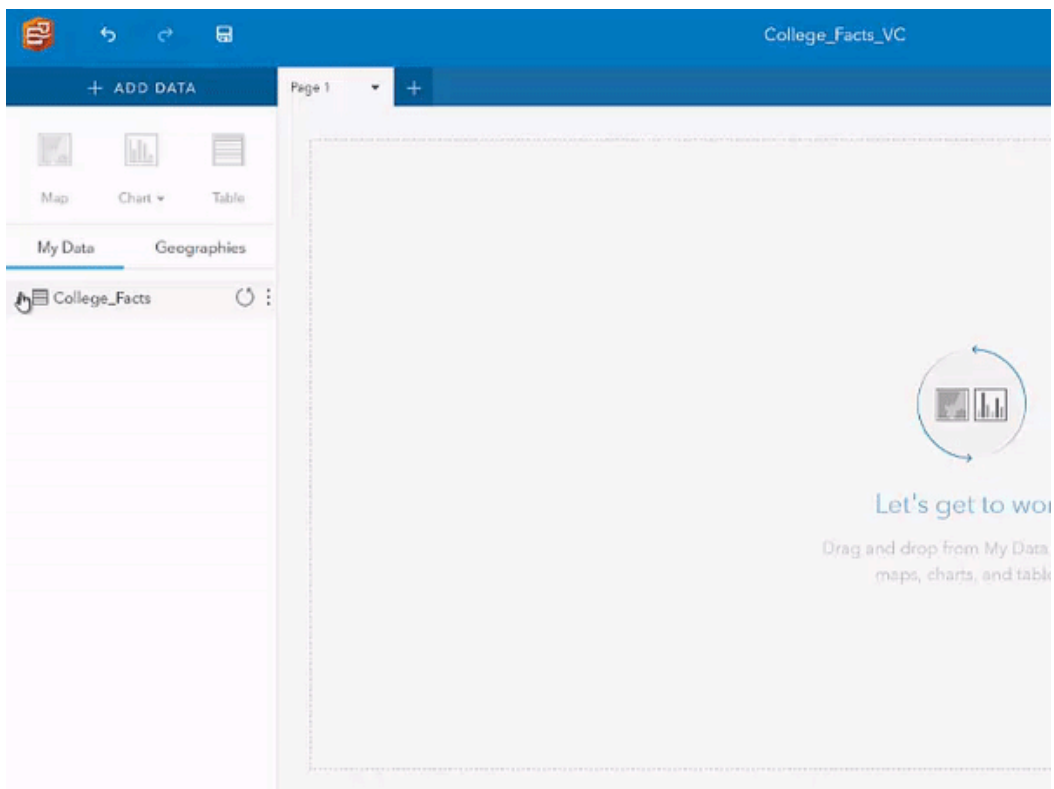 College_Facts_VC
+ ADD DATA
Page 1
+
Map
Chart
Table
My Data
Geographies
College_Facts
Let's get to wor
Drag and drop from My Data
maps, charts, and table